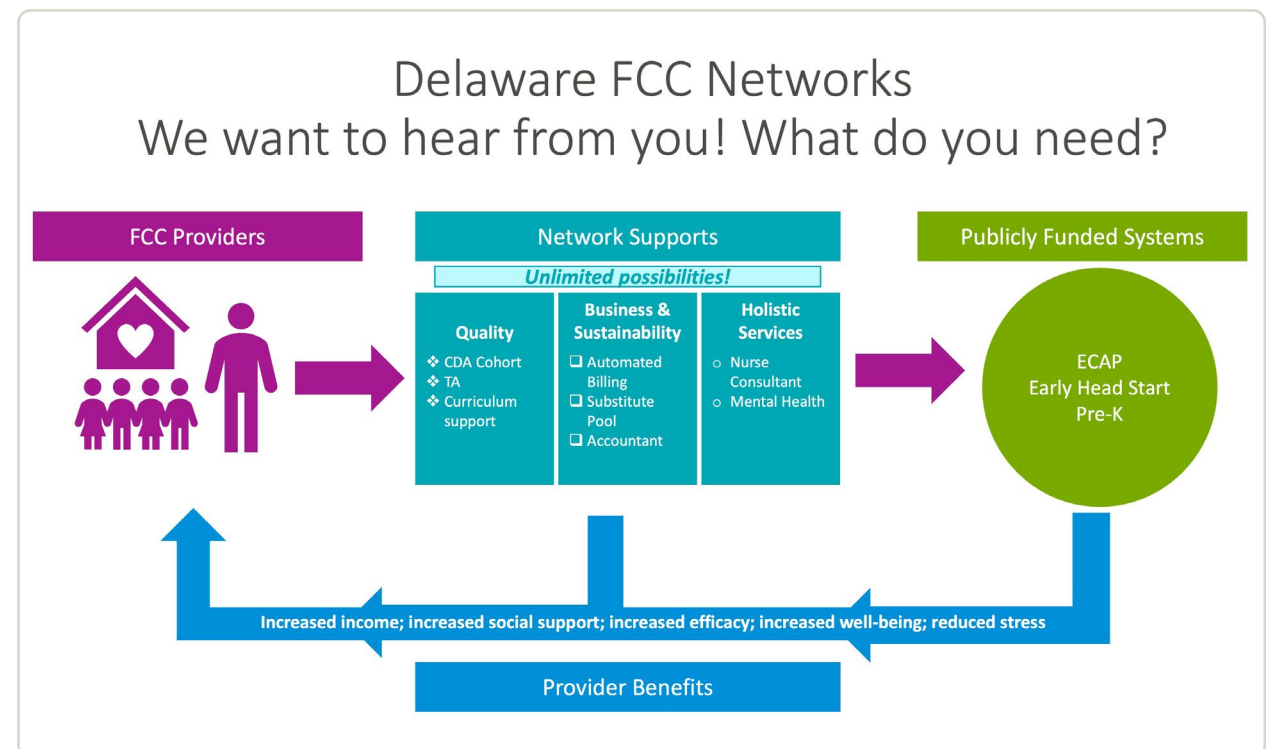 Delaware FCC Networks
We want to hear from you! What do you need?
FCC Providers
Network Supports
Unlimited possibilities!
Quality
❖ CDA Cohort
❖ TA
❖ Curriculum
support
Business &
Sustainability
❑ Automated
Billing
❑ Substitute
Pool
❑ Accountant
Holistic
Services
o Nurse
Consultant
o Mental Health
Publicly Funded Systems
ECAP
Early Head Start
Pre-K
Increased income; increased social support; increased efficacy; increased well-being; reduced stress
Provider Benefits